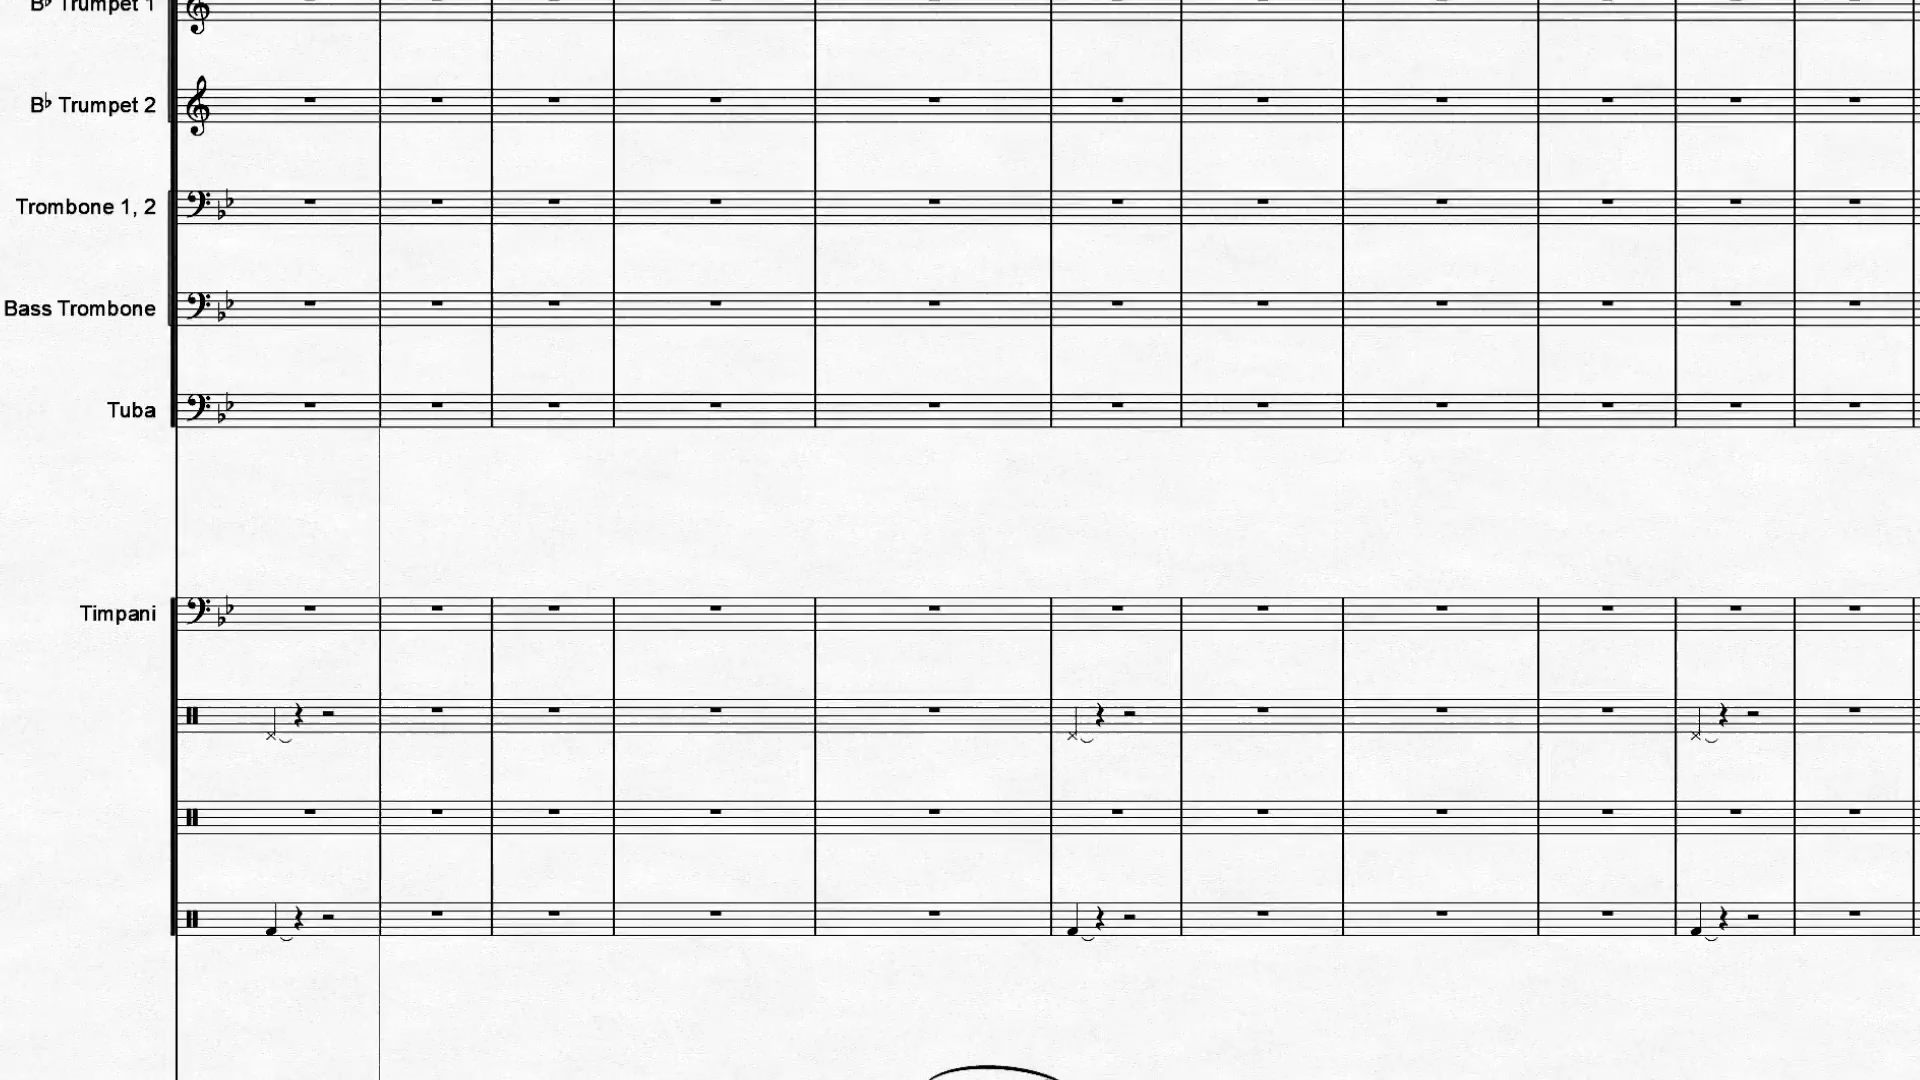 B♭ Trumpet 1
B♭ Trumpet 2
Trombone 1, 2
Bass Trombone
Tuba
Timpani